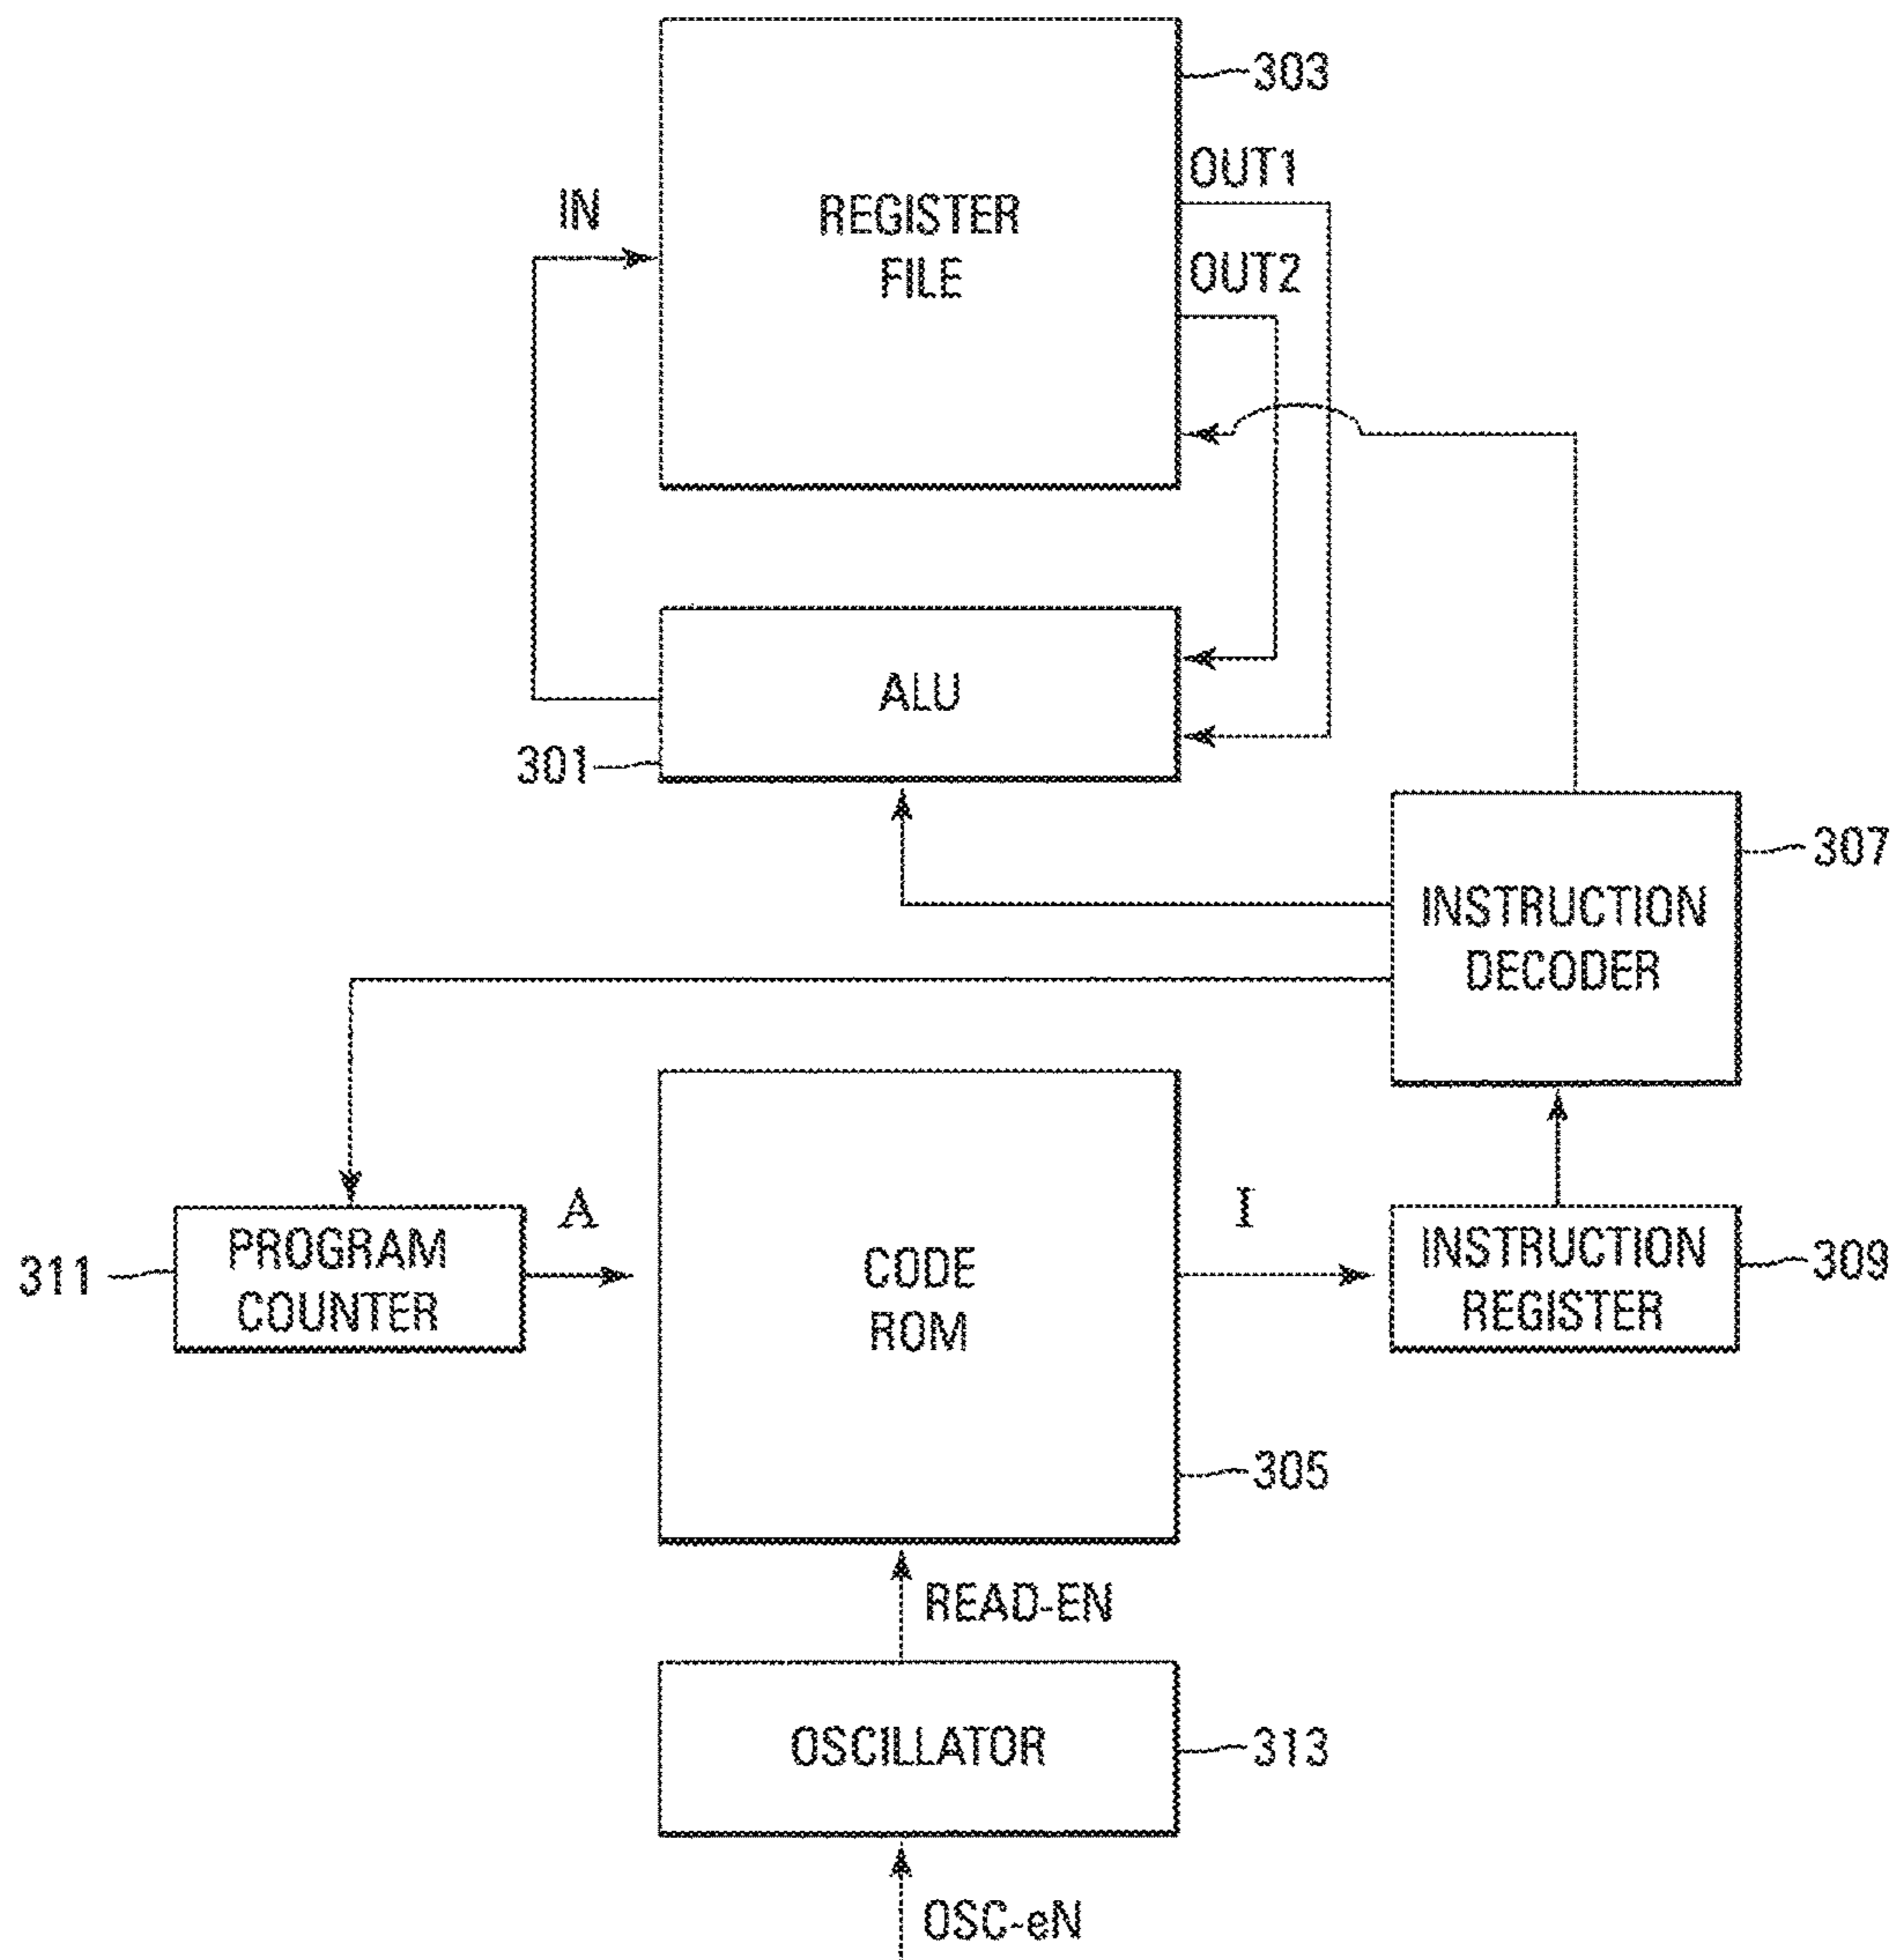 303
OUT1
IN
REGISTER
FILE
OUT2
ALU
301
307
INSTRUCTION
DECODER
A
I
PROGRAM
COUNTER
311
CODE
ROM
INSTRUCTION
REGISTER
309
305
READ-EN
OSCILLATOR
313
OSC-eN